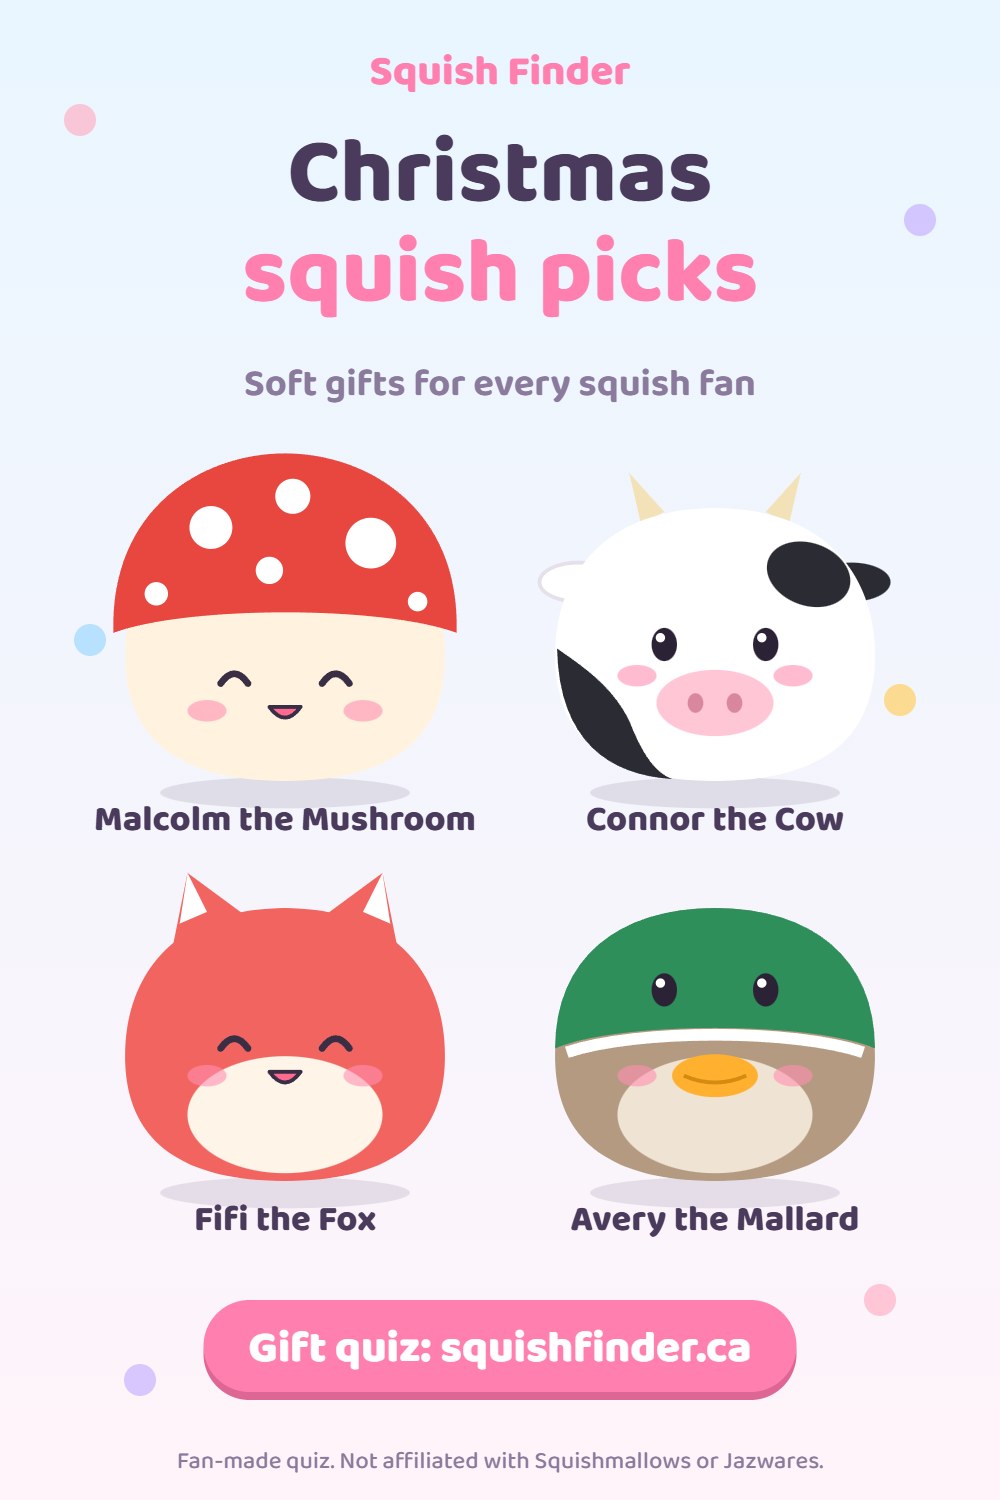 Squish Finder
Christmas
squish picks
Soft gifts for every squish fan
Malcolm the Mushroom
Connor the Cow
Fifi the Fox
Avery the Mallard
Gift quiz: squishfinder.ca
Fan-made quiz. Not affiliated with Squishmallows or Jazwares.